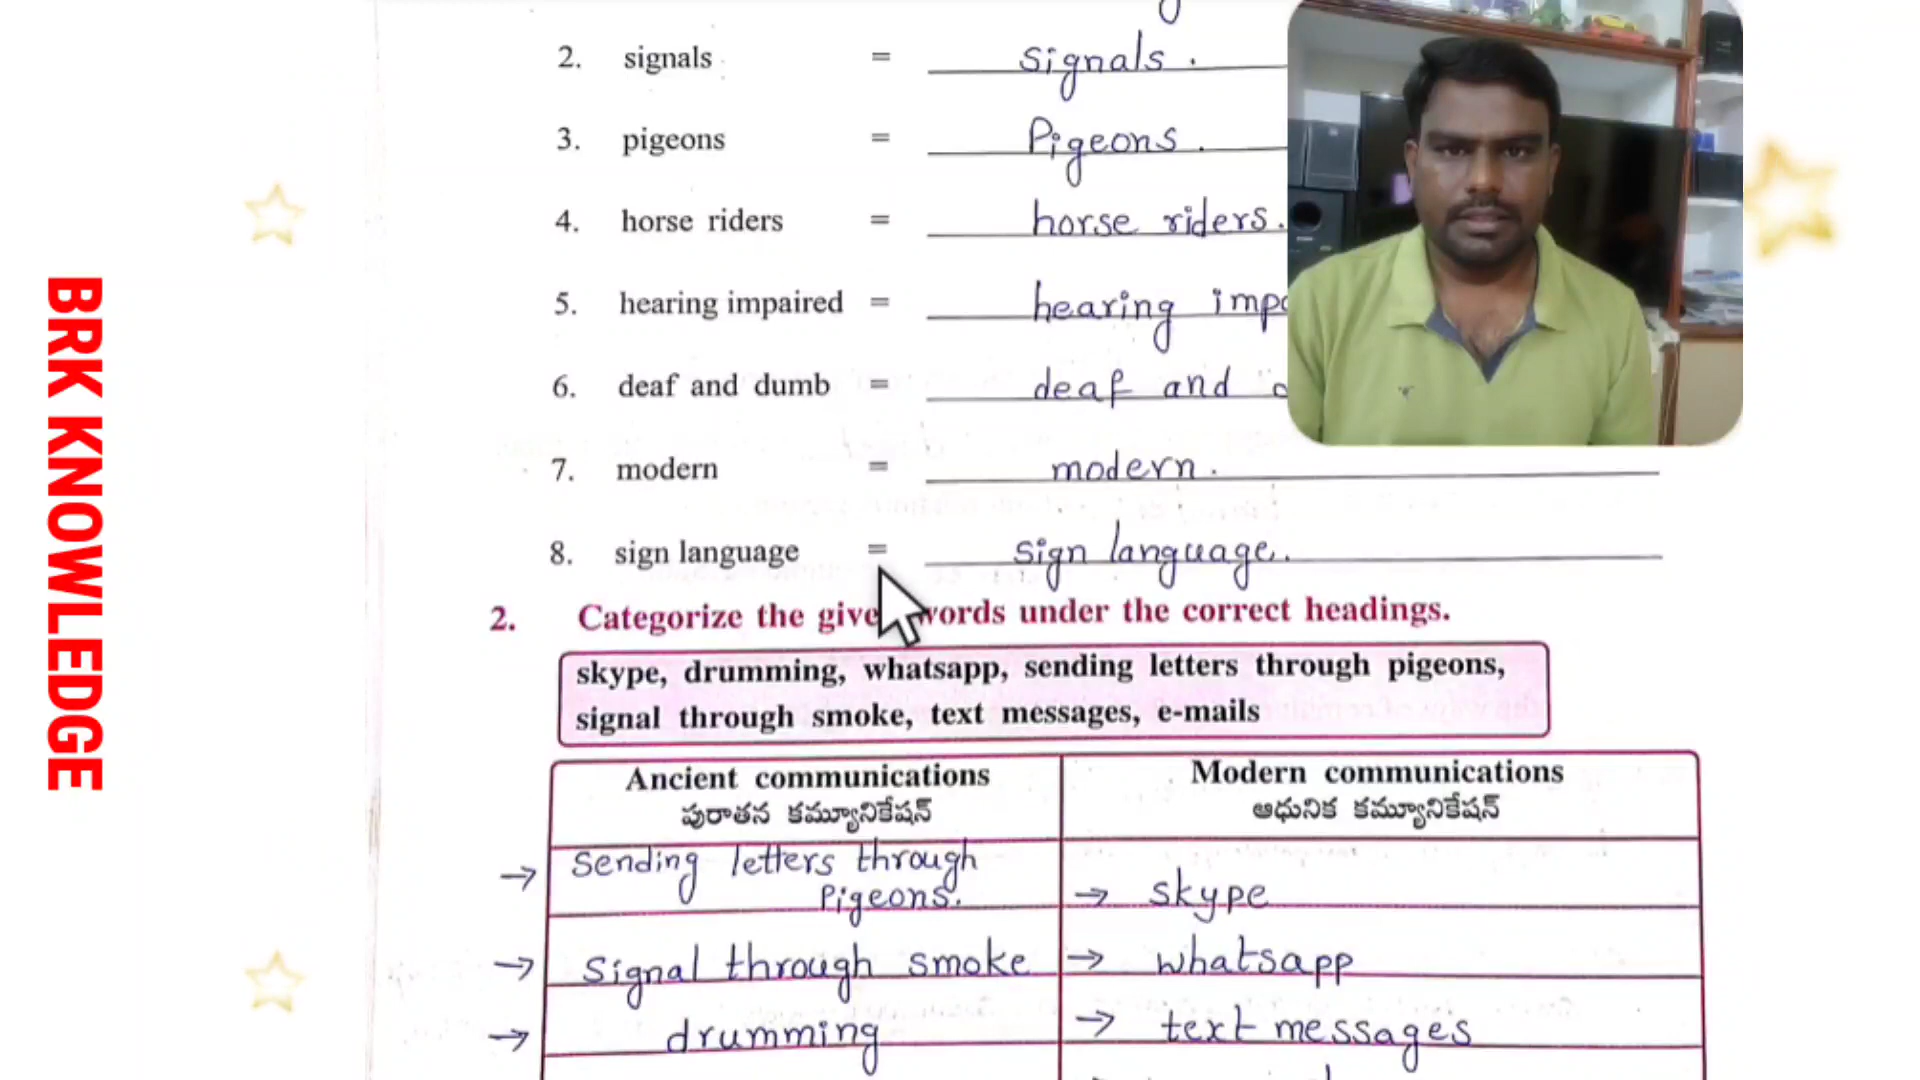 BRK KNOWLEDGE
2. signals = signals.
3. pigeons = Pigeons.
4. horse riders = horse riders.
5. hearing impaired = hearing
6. deaf and dumb = deaf and
7. modern = modern.
8. sign language = sign language.
2. Categorize the given words under the correct headings.
skype, drumming, whatsapp, sending letters through pigeons,
signal through smoke, text messages, e-mails
Ancient communications
పురాతన కమ్యూనికేషన్
Modern communications
ఆధునిక కమ్యూనికేషన్
→ Sending letters through
Pigeons.
→ skype
→ Signal through smoke
→ whatsapp
→ drumming
→ text messages